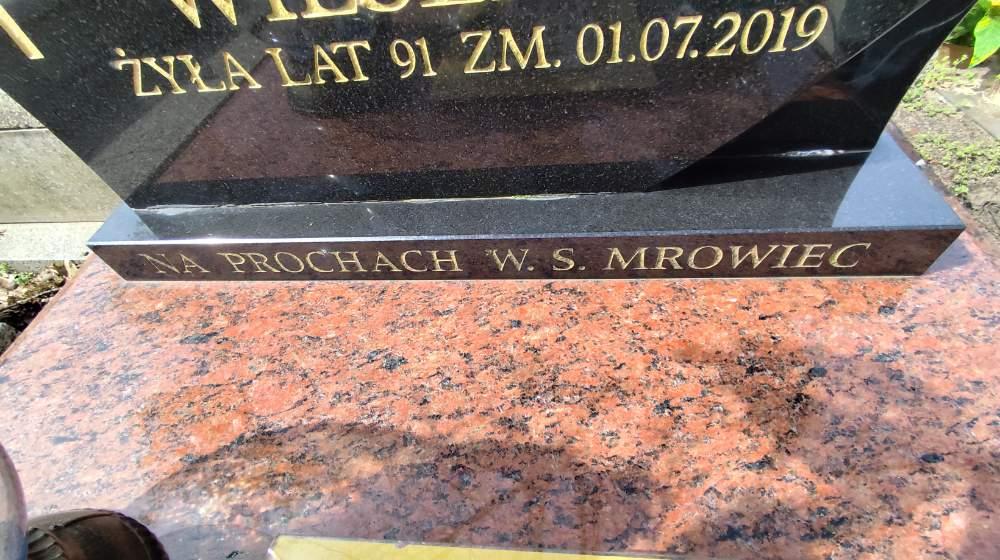 ŻYŁA LAT 91 ZM. 01.07.2019
NA PROCHACH W. S. MROWIEC